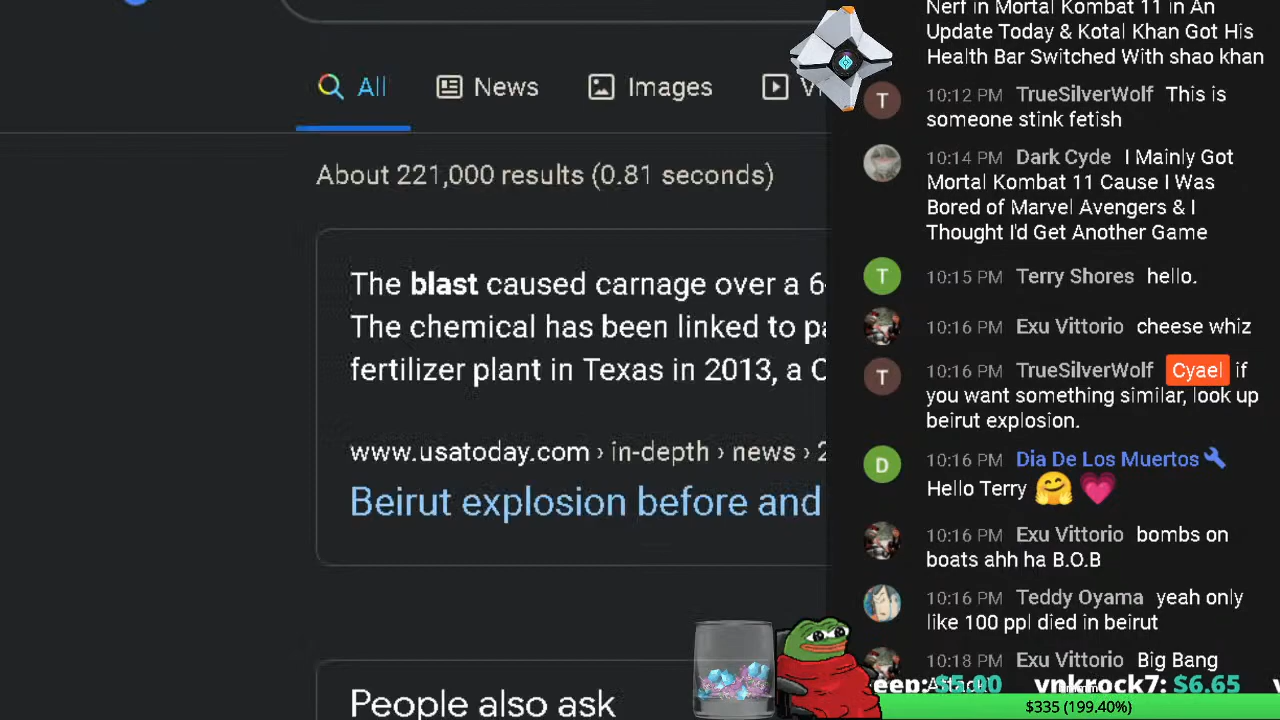 All
News
Images
About 221,000 results (0.81 seconds)
The blast caused carnage over a 6
The chemical has been linked to pa
fertilizer plant in Texas in 2013, a
www.usatoday.com › in-depth › news › 2
Beirut explosion before and
People also ask
Nerf in Mortal Kombat 11 in An
Update Today & Kotal Khan Got His
Health Bar Switched With shao khan
T 10:12 PM TrueSilverWolf This is
someone stink fetish
10:14 PM Dark Cyde I Mainly Got
Mortal Kombat 11 Cause I Was
Bored of Marvel Avengers & I
Thought I'd Get Another Game
T 10:15 PM Terry Shores hello.
10:16 PM Exu Vittorio cheese whiz
T 10:16 PM TrueSilverWolf Cyael if
you want something similar, look up
beirut explosion.
D 10:16 PM Dia De Los Muertos
Hello Terry
10:16 PM Exu Vittorio bombs on
boats ahh ha B.O.B
10:16 PM Teddy Oyama yeah only
like 100 ppl died in beirut
10:18 PM Exu Vittorio Big Bang
eep: $5.00 vnkrock7: $6.65
$335 (199.40%)